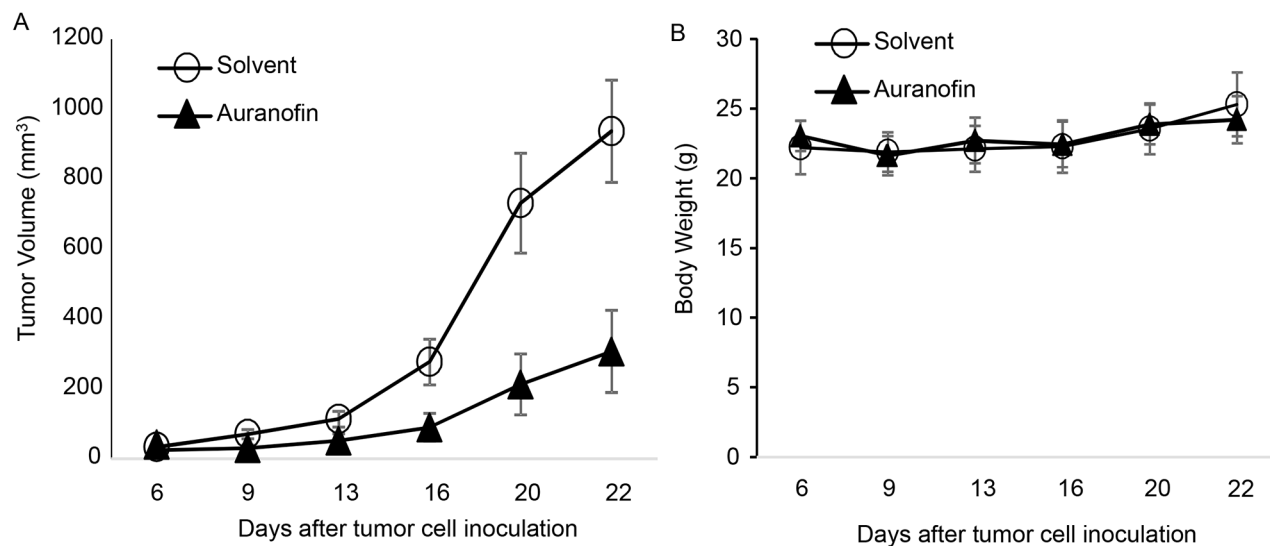 A
Tumor Volume (mm³)
1200
1000
800
600
400
200
0
Solvent
Auranofin
6 9 13 16 20 22
Days after tumor cell inoculation
B
Body Weight (g)
30
25
20
15
10
5
0
Solvent
Auranofin
6 9 13 16 20 22
Days after tumor cell inoculation